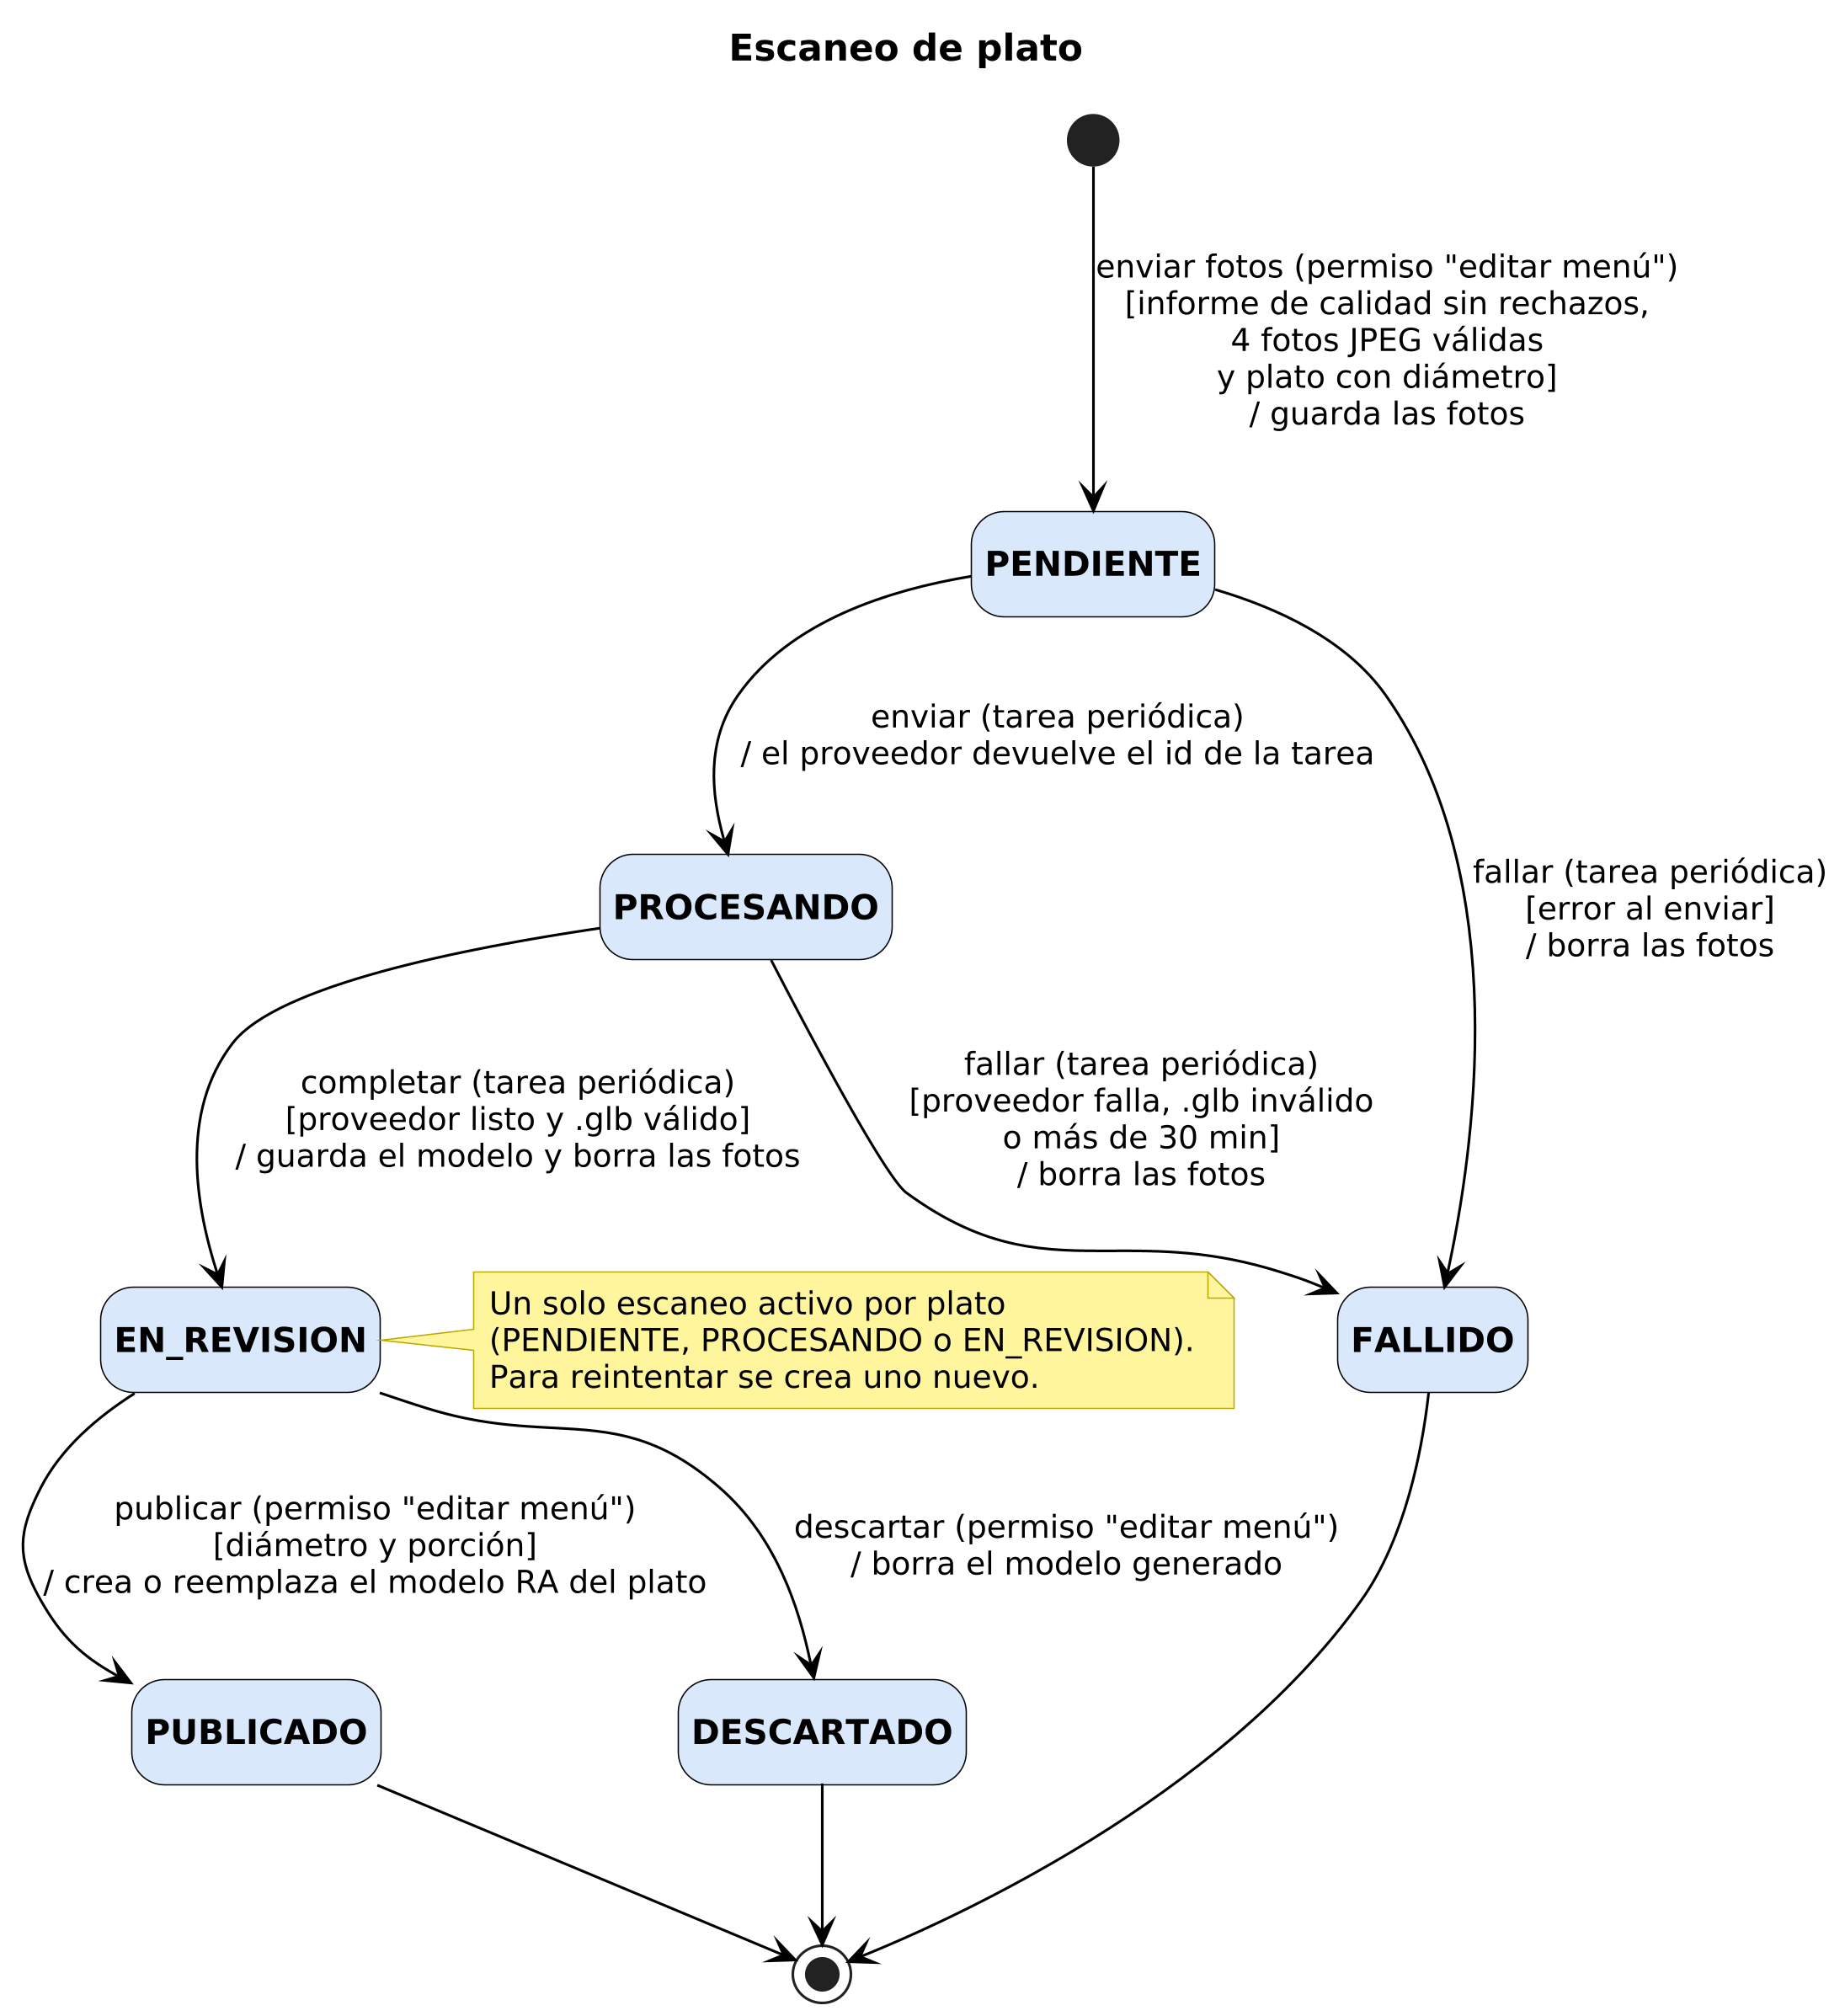 Escaneo de plato
enviar fotos (permiso "editar menú")
[informe de calidad sin rechazos,
4 fotos JPEG válidas
y plato con diámetro]
/ guarda las fotos
PENDIENTE
enviar (tarea periódica)
/ el proveedor devuelve el id de la tarea
fallar (tarea periódica)
[error al enviar]
/ borra las fotos
PROCESANDO
completar (tarea periódica)
[proveedor listo y .glb válido]
/ guarda el modelo y borra las fotos
fallar (tarea periódica)
[proveedor falla, .glb inválido
o más de 30 min]
/ borra las fotos
EN_REVISION
Un solo escaneo activo por plato
(PENDIENTE, PROCESANDO o EN_REVISION).
Para reintentar se crea uno nuevo.
FALLIDO
publicar (permiso "editar menú")
[diámetro y porción]
/ crea o reemplaza el modelo RA del plato
descartar (permiso "editar menú")
/ borra el modelo generado
PUBLICADO
DESCARTADO